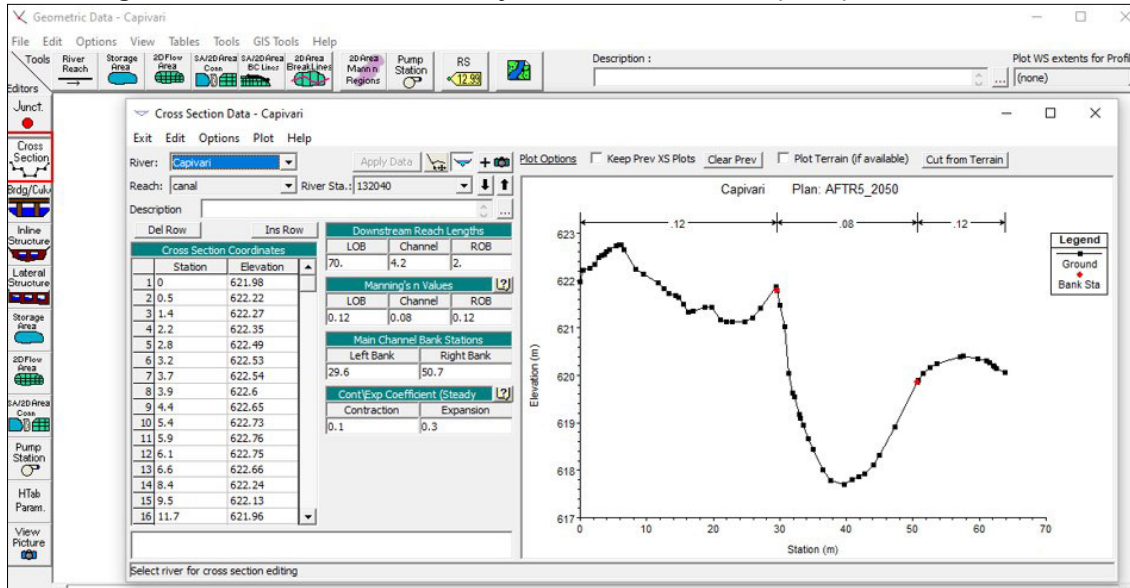 Geometric Data - Capivari
File Edit Options View Tables Tools GIS Tools Help
Tools
Editors
River Reach
Storage Area
2D Flow Area
SA/2D Area Conn
SA/2D Area BC Lines
2D Area BreakLines
2D Area Mann n Regions
Pump Station
RS
12.99
Description :
...
Plot WS extents for Profil
(none)
Junct.
Cross Section
Brdg/Culv
Inline Structure
Lateral Structure
Storage Area
2D Flow Area
SA/2D Area Conn
Pump Station
HTab Param.
View Picture
Cross Section Data - Capivari
Exit Edit Options Plot Help
River: Capivari
Apply Data
Plot Options
Keep Prev XS Plots
Clear Prev
Plot Terrain (if available)
Cut from Terrain
Reach: canal
River Sta.: 132040
Description
...
Del Row
Ins Row
Cross Section Coordinates
Station Elevation
1 0 621.98
2 0.5 622.22
3 1.4 622.27
4 2.2 622.35
5 2.8 622.49
6 3.2 622.53
7 3.7 622.54
8 3.9 622.6
9 4.4 622.65
10 5.4 622.73
11 5.9 622.76
12 6.1 622.75
13 6.6 622.66
14 8.4 622.24
15 9.5 622.13
16 11.7 621.96
Downstream Reach Lengths
LOB Channel ROB
70. 4.2 2.
Manning's n Values
LOB Channel ROB
0.12 0.08 0.12
Main Channel Bank Stations
Left Bank Right Bank
29.6 50.7
Cont\Exp Coefficient (Steady
Contraction Expansion
0.1 0.3
Capivari Plan: AFTR5_2050
.12 .08 .12
623
622
621
620
619
618
617
Elevation (m)
0 10 20 30 40 50 60 70
Station (m)
Legend
Ground
Bank Sta
Select river for cross section editing